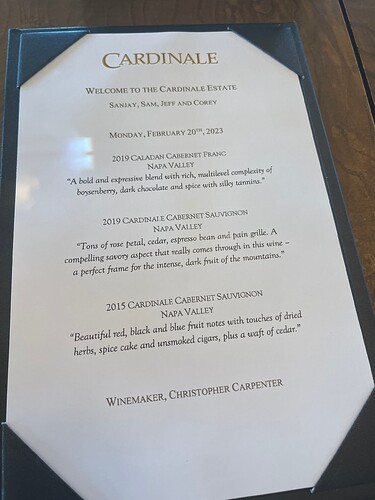 CARDINALE
WELCOME TO THE CARDINALE ESTATE
SANJAY, SAM, JEFF AND COREY
MONDAY, FEBRUARY 20TH, 2023
2019 CALADAN CABERNET FRANC
NAPA VALLEY
"A bold and expressive blend with rich, multilevel complexity of
boysenberry, dark chocolate and spice with silky tannins."
2019 CARDINALE CABERNET SAUVIGNON
NAPA VALLEY
"Tons of rose petal, cedar, espresso bean and pain grille. A
compelling savory aspect that really comes through in this wine –
a perfect frame for the intense, dark fruit of the mountains."
2015 CARDINALE CABERNET SAUVIGNON
NAPA VALLEY
"Beautiful red, black and blue fruit notes with touches of dried
herbs, spice cake and unsmoked cigars, plus a waft of cedar."
WINEMAKER, CHRISTOPHER CARPENTER